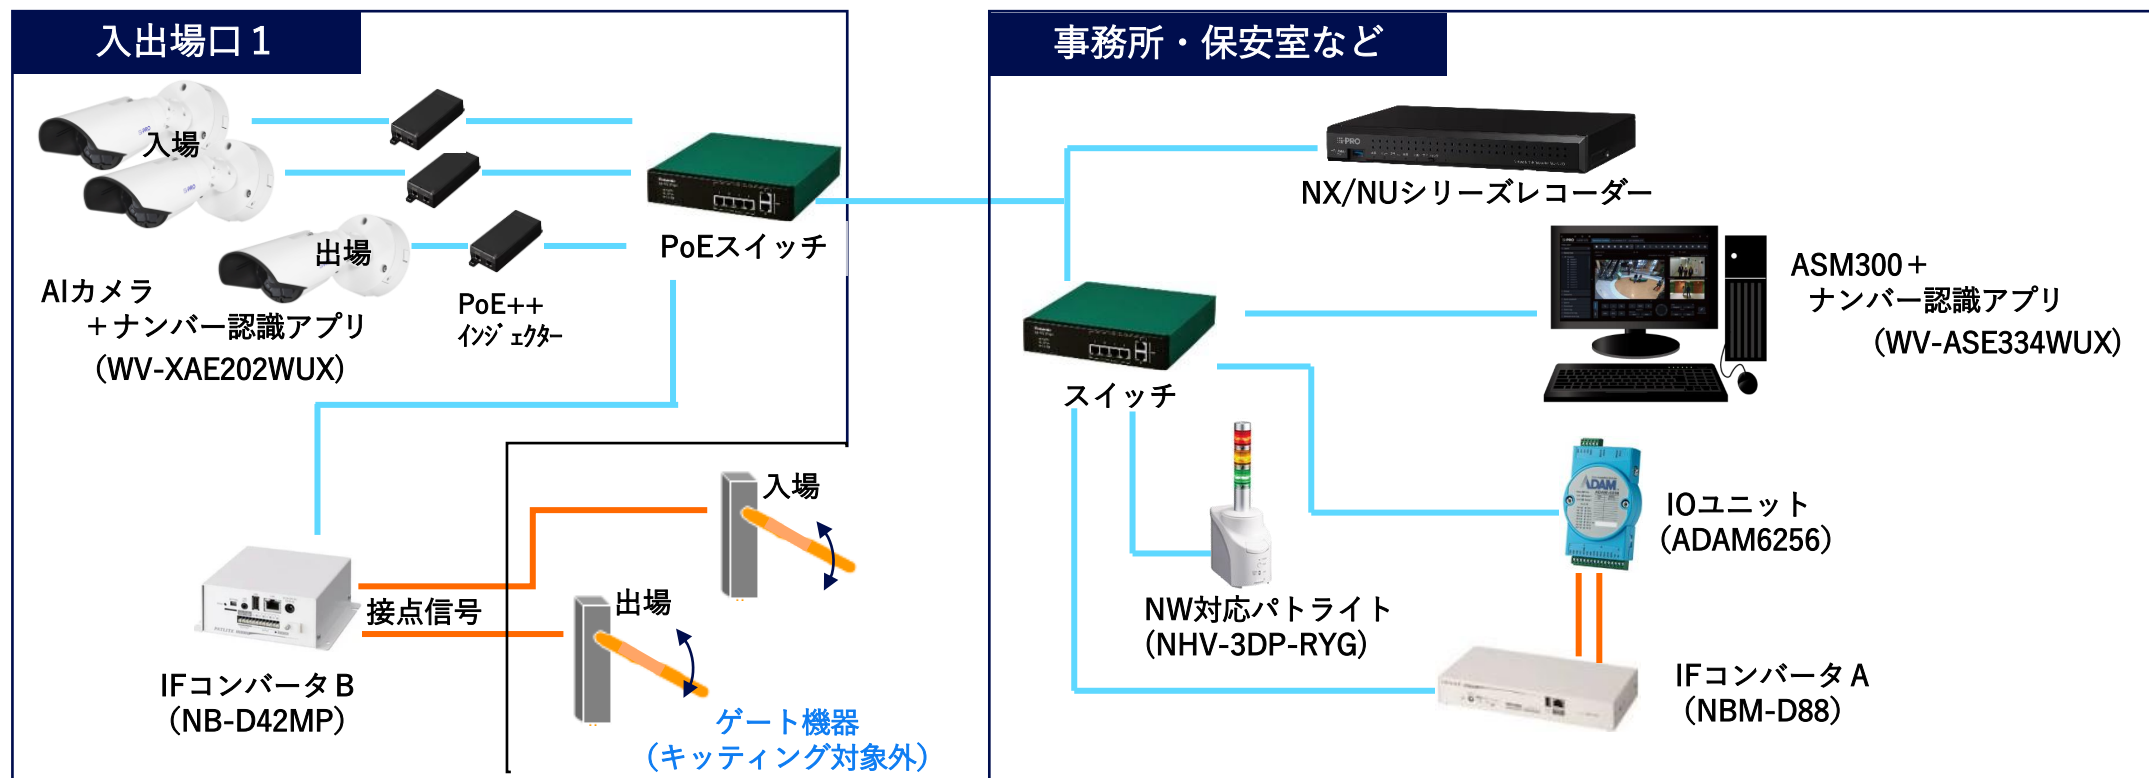 入出場口1
入場
出場
AIカメラ
＋ナンバー認識アプリ
(WV-XAE202WUX)
PoE++
ｲﾝｼﾞｪｸﾀｰ
PoEスイッチ
接点信号
IFコンバータB
(NB-D42MP)
入場
出場
ゲート機器
（キッティング対象外）
事務所・保安室など
i-PRO
NX/NUシリーズレコーダー
ASM300＋
ナンバー認識アプリ
(WV-ASE334WUX)
スイッチ
NW対応パトライト
(NHV-3DP-RYG)
ADAM
IOユニット
(ADAM6256)
IFコンバータA
(NBM-D88)